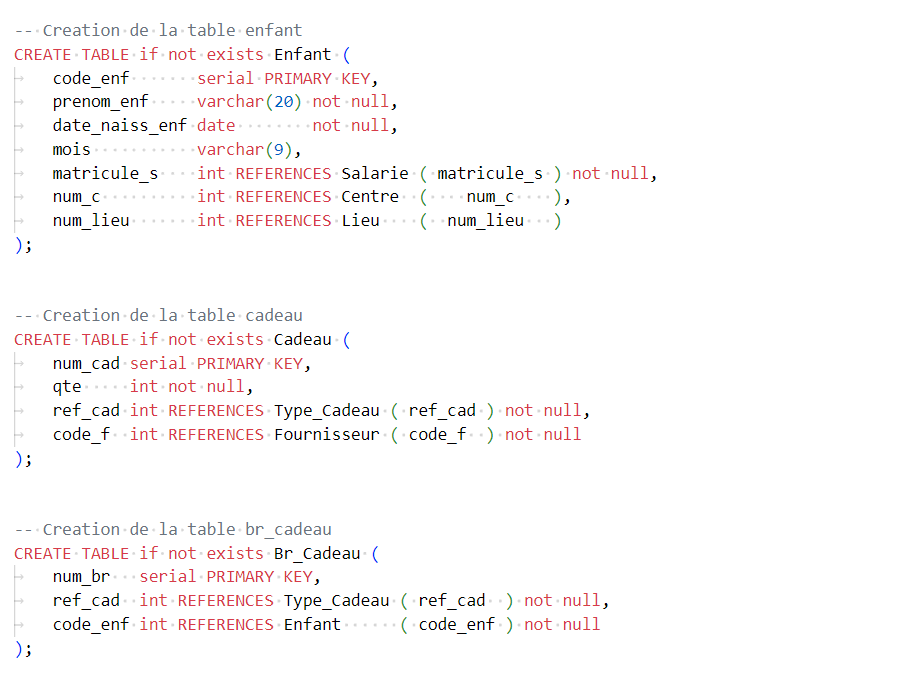 -- Creation de la table enfant
CREATE TABLE if not exists Enfant (
    code_enf       serial PRIMARY KEY,
    prenom_enf     varchar(20) not null,
    date_naiss_enf date        not null,
    mois           varchar(9),
    matricule_s    int REFERENCES Salarie ( matricule_s ) not null,
    num_c          int REFERENCES Centre  (    num_c    ),
    num_lieu       int REFERENCES Lieu    (  num_lieu   )
);
-- Creation de la table cadeau
CREATE TABLE if not exists Cadeau (
    num_cad serial PRIMARY KEY,
    qte     int not null,
    ref_cad int REFERENCES Type_Cadeau ( ref_cad ) not null,
    code_f  int REFERENCES Fournisseur ( code_f  ) not null
);
-- Creation de la table br_cadeau
CREATE TABLE if not exists Br_Cadeau (
    num_br   serial PRIMARY KEY,
    ref_cad  int REFERENCES Type_Cadeau ( ref_cad  ) not null,
    code_enf int REFERENCES Enfant      ( code_enf ) not null
);